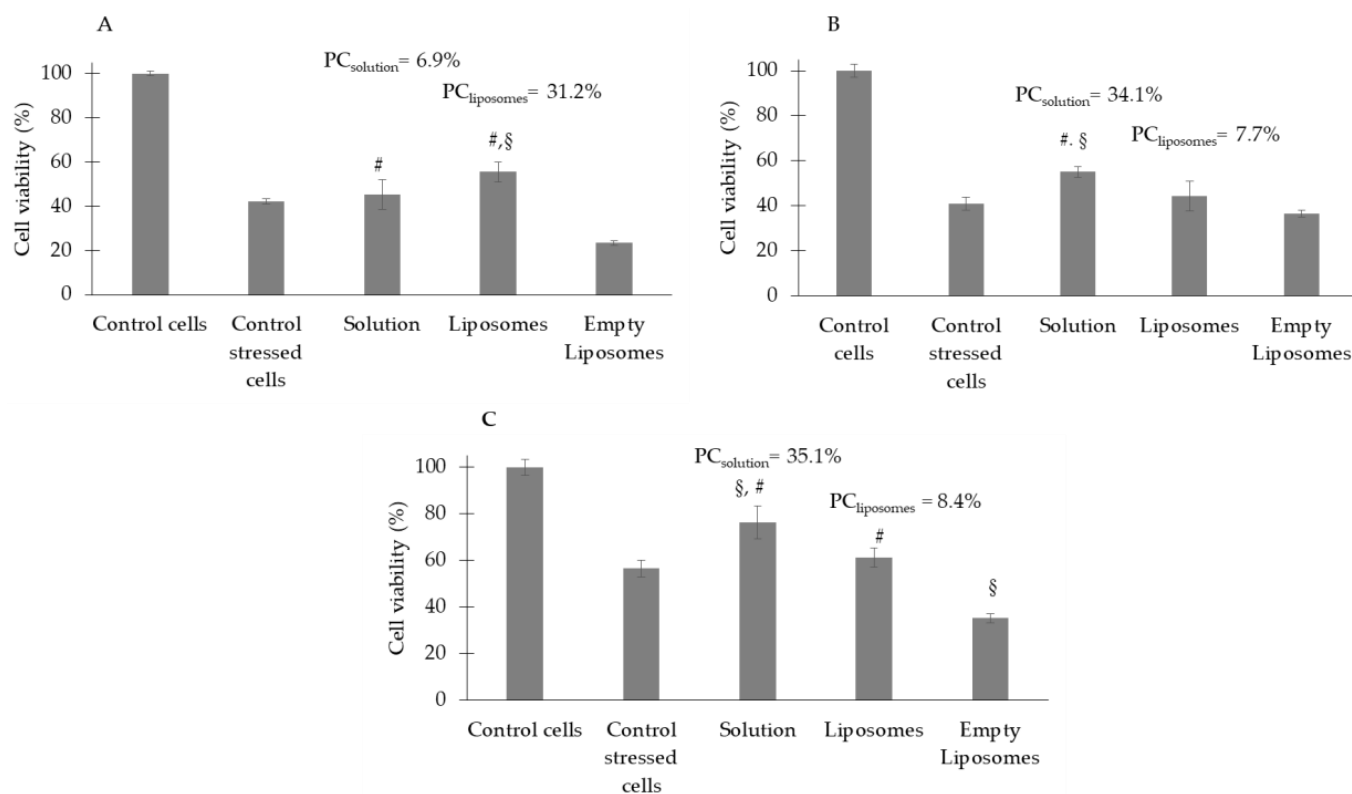 A
PCsolution= 6.9%
PCliposomes= 31.2%
Cell viability (%)
100
80
60
40
20
0
#
#,§
Control cells
Control
stressed
cells
Solution
Liposomes
Empty
Liposomes
B
PCsolution= 34.1%
PCliposomes= 7.7%
Cell viability (%)
100
80
60
40
20
0
#. §
Control
cells
Control
stressed
cells
Solution
Liposomes
Empty
Liposomes
C
PCsolution= 35.1%
PCliposomes = 8.4%
Cell viability (%)
100
80
60
40
20
0
§, #
#
§
Control cells
Control
stressed
cells
Solution
Liposomes
Empty
Liposomes